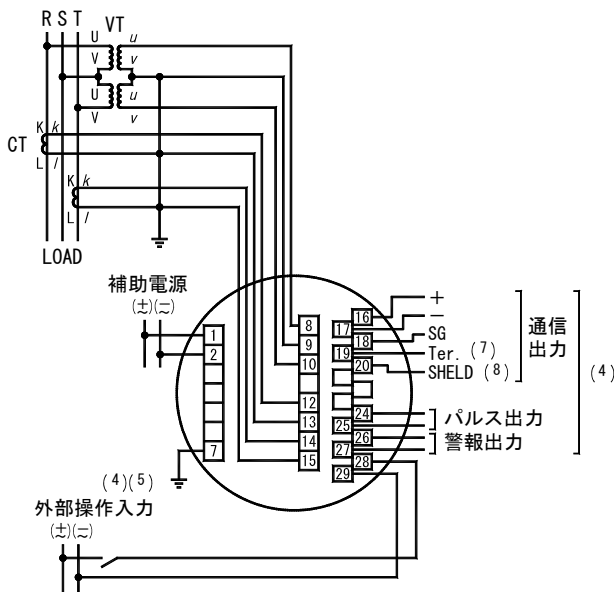 R S T
VT
U u
V v
U u
V v
CT
K k
L l
K k
L l
LOAD
補助電源
(±)(−)
1
2
7
8
9
10
12
13
14
15
16
17
18
19
20
24
25
26
27
28
29
+
−
SG
Ter. (7)
SHELD (8)
通信
出力
(4)
パルス出力
警報出力
(4)(5)
外部操作入力
(±)(−)